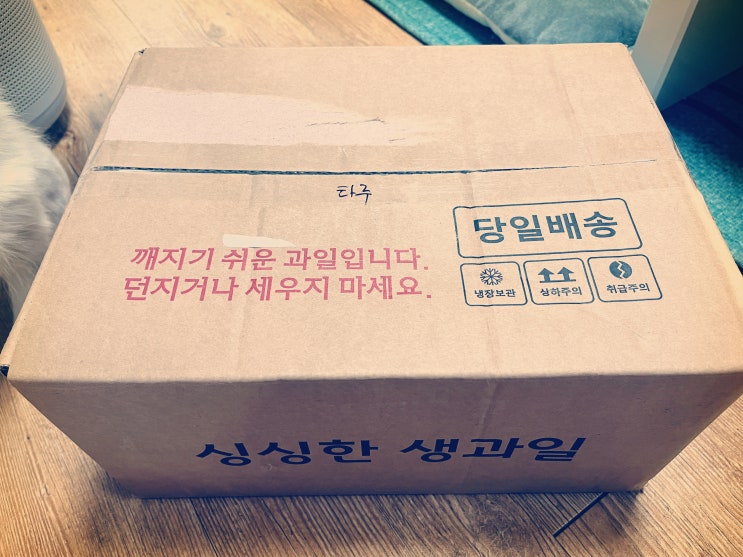 타루
당일배송
깨지기 쉬운 과일입니다.
던지거나 세우지 마세요.
냉장보관 상하주의 취급주의
싱싱한 생과일